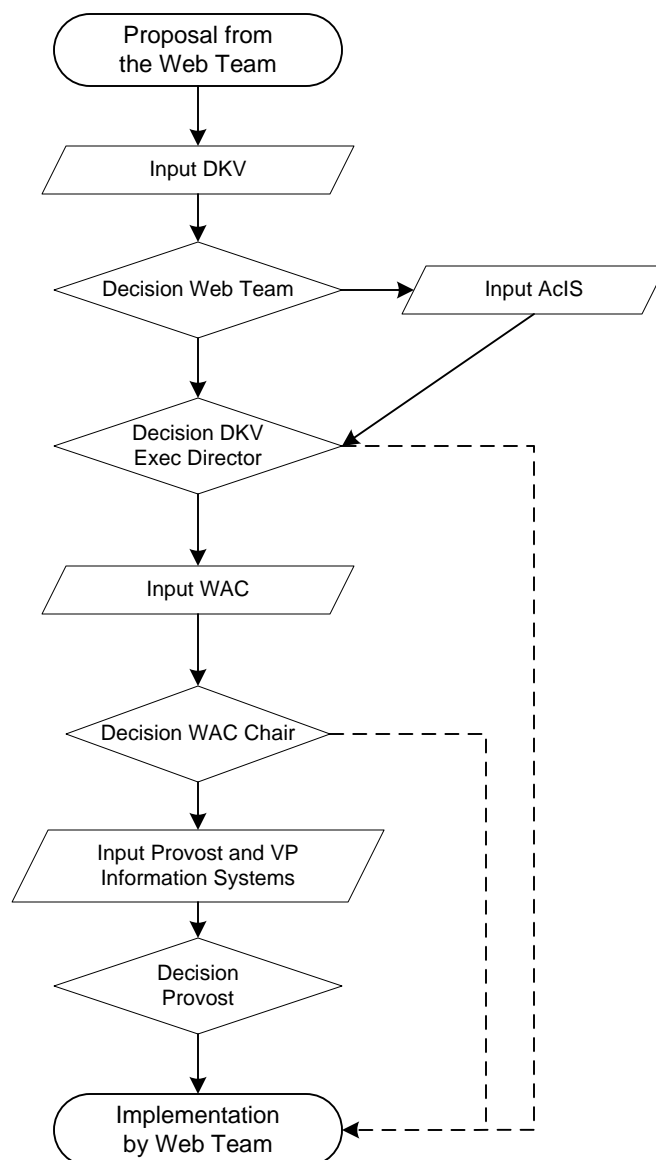 Proposal from
the Web Team
Input DKV
Decision Web Team
Input AcIS
Decision DKV
Exec Director
Input WAC
Decision WAC Chair
Input Provost and VP
Information Systems
Decision
Provost
Implementation
by Web Team